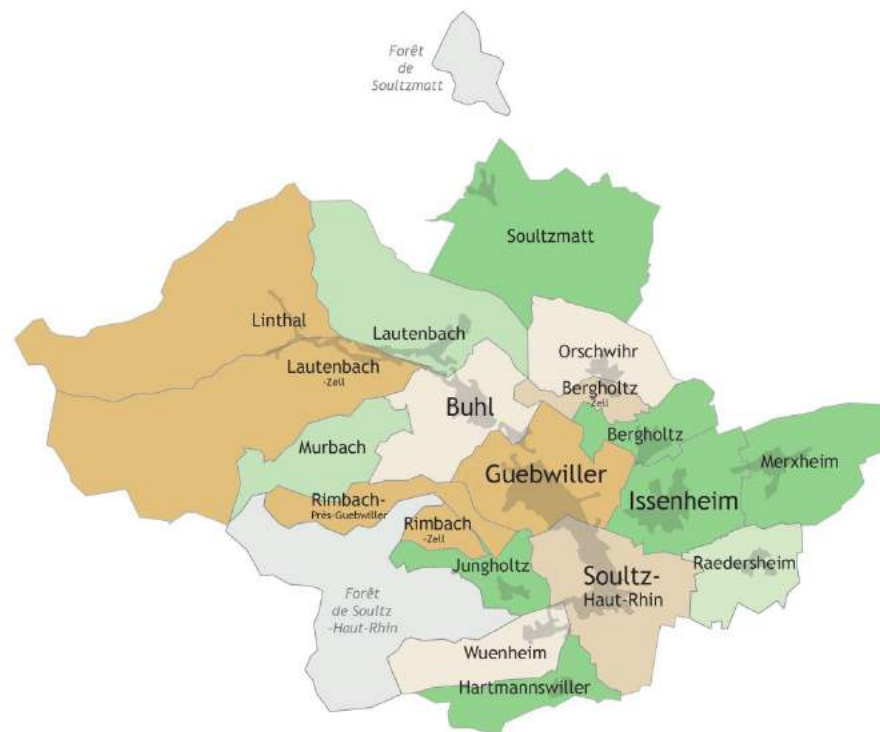 Forêt
de
Soultzmatt
Soultzmatt
Linthal
Lautenbach
Orschwihr
Lautenbach
-Zell
Bergholtz
-Zell
Buhl
Bergholtz
Murbach
Merxheim
Guebwiller
Issenheim
Rimbach-
Près-Guebwiller
Rimbach
-Zell
Jungholtz
Raedersheim
Soultz-
Haut-Rhin
Forêt
de Soultz
-Haut-Rhin
Wuenheim
Hartmannswiller